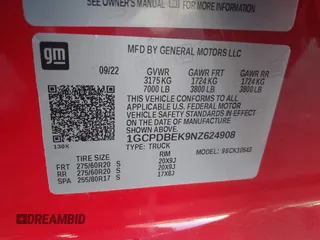 SEE OWNER'S MANUAL FOR MORE INFORMATION
gm
MFD BY GENERAL MOTORS LLC
09/22 GVWR GAWR FRT GAWR RR
3175 KG 1724 KG 1724 KG
7000 LB 3800 LB 3800 LB
THIS VEHICLE CONFORMS TO ALL APPLICABLE
U.S. FEDERAL MOTOR VEHICLE SAFETY
STANDARDS IN EFFECT ON THE DATE OF
MANUFACTURE SHOWN ABOVE.
1GCPDBEK9NZ624908
TYPE: TRUCK
130X
MODEL:
TIRE SIZE RIM
FRT 275/60R20 S 20X9J
RR 275/60R20 S 20X9J
SPA 255/80R17 S 17X8J
DREAMBID